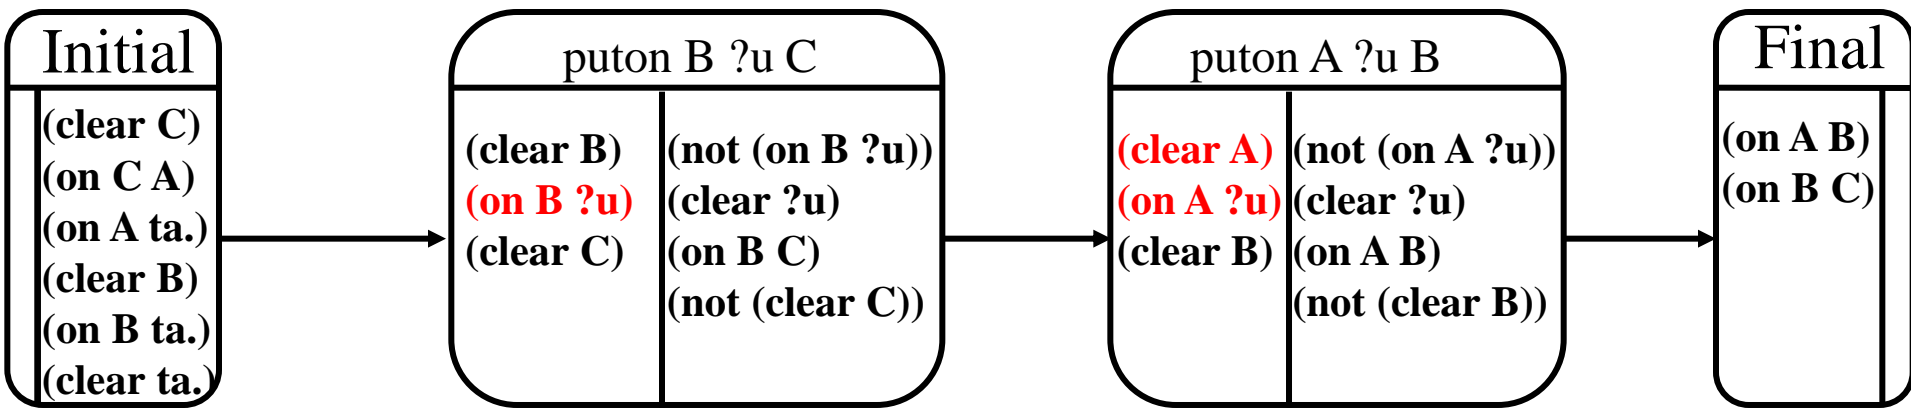 Initial
(clear C)
(on C A)
(on A ta.)
(clear B)
(on B ta.)
(clear ta.)
puton B ?u C
(clear B)
(on B ?u)
(clear C)
(not (on B ?u))
(clear ?u)
(on B C)
(not (clear C))
puton A ?u B
(clear A)
(on A ?u)
(clear B)
(not (on A ?u))
(clear ?u)
(on A B)
(not (clear B))
Final
(on A B)
(on B C)